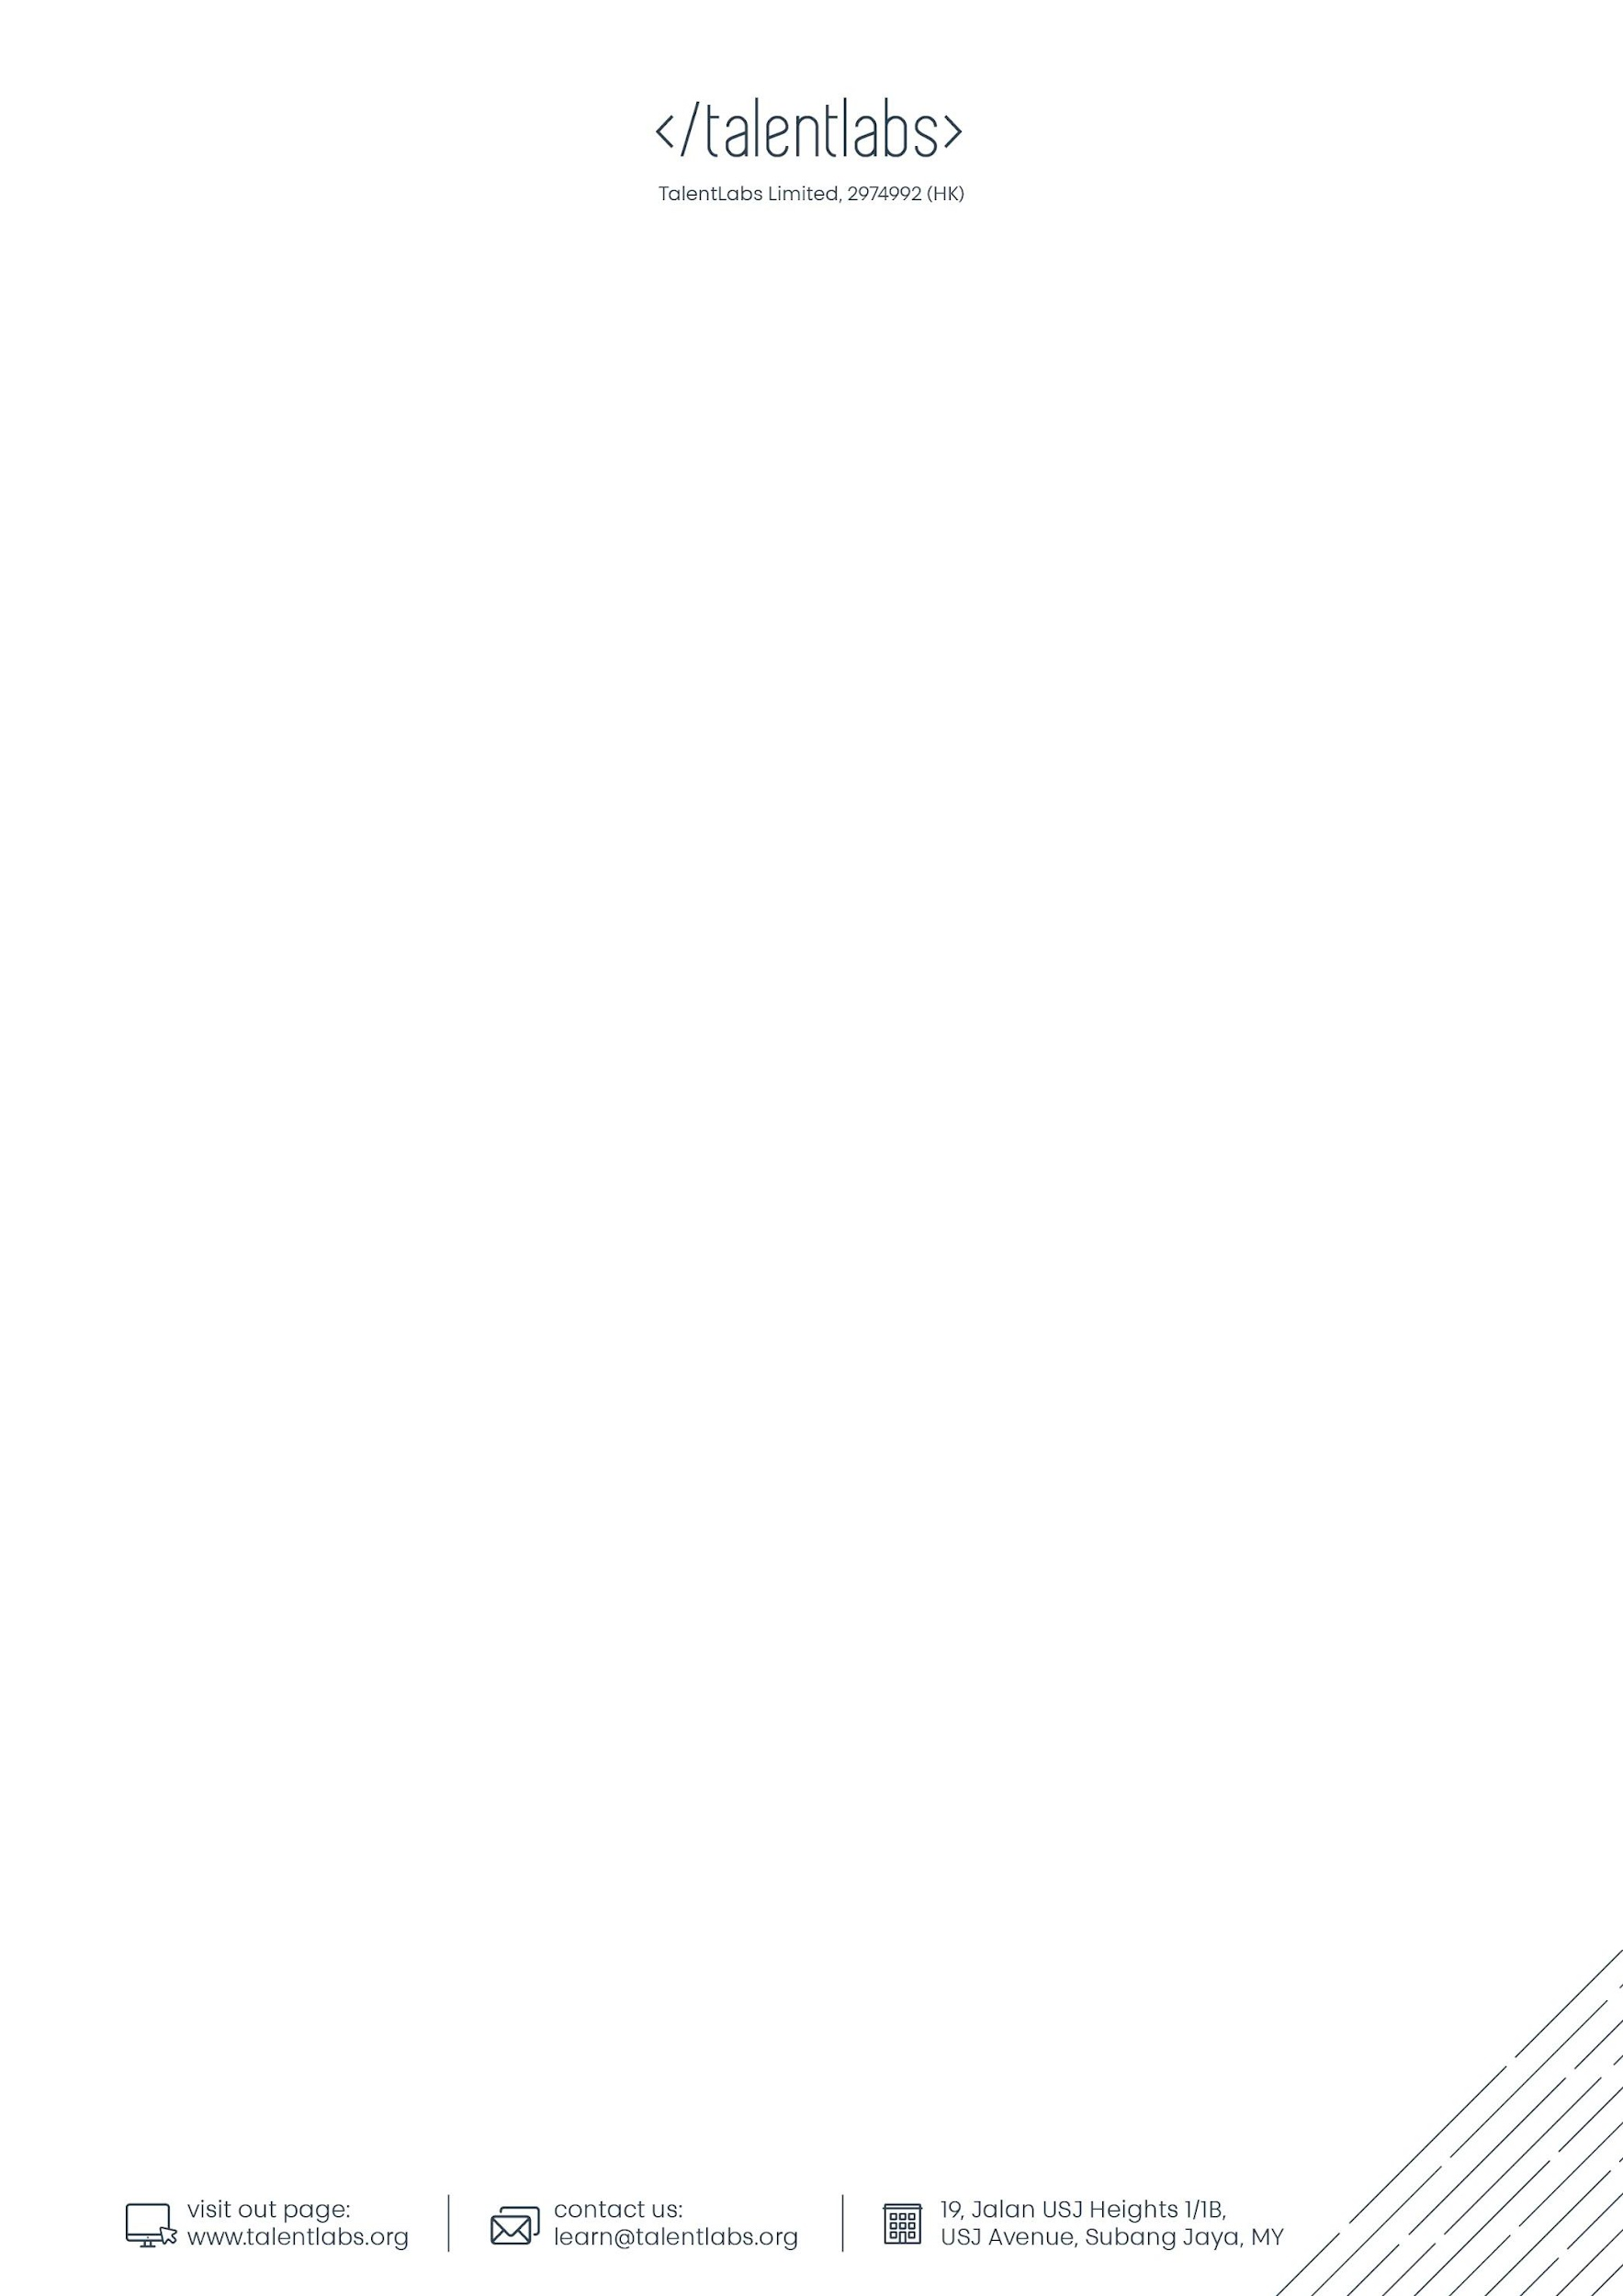 </talentlabs>
TalentLabs Limited, 2974992 (HK)
visit out page:
www.talentlabs.org
contact us:
learn@talentlabs.org
19, Jalan USJ Heights 1/1B,
USJ Avenue, Subang Jaya, MY